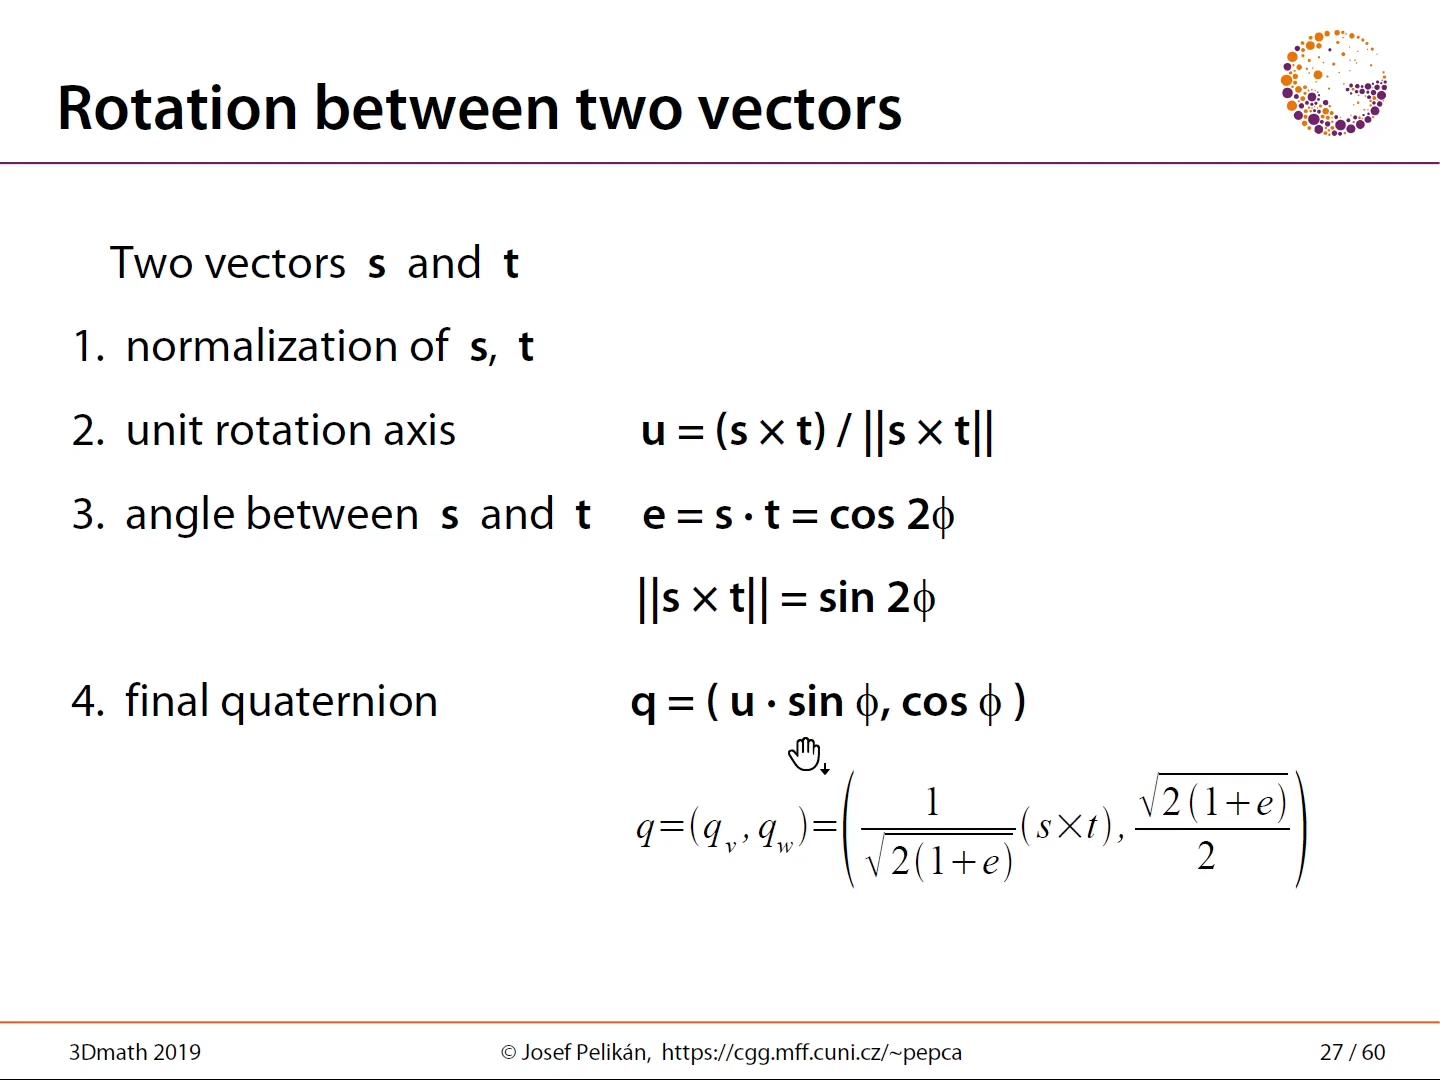 Rotation between two vectors
Two vectors s and t
1. normalization of s, t
2. unit rotation axis u = (s × t) / ||s × t||
3. angle between s and t e = s · t = cos 2ϕ
||s × t|| = sin 2ϕ
4. final quaternion q = ( u · sin ϕ, cos ϕ )
q=(q_v, q_w)=(1/√2(1+e) (s×t), √2(1+e)/2)
3Dmath 2019 © Josef Pelikán, https://cgg.mff.cuni.cz/~pepca 27 / 60